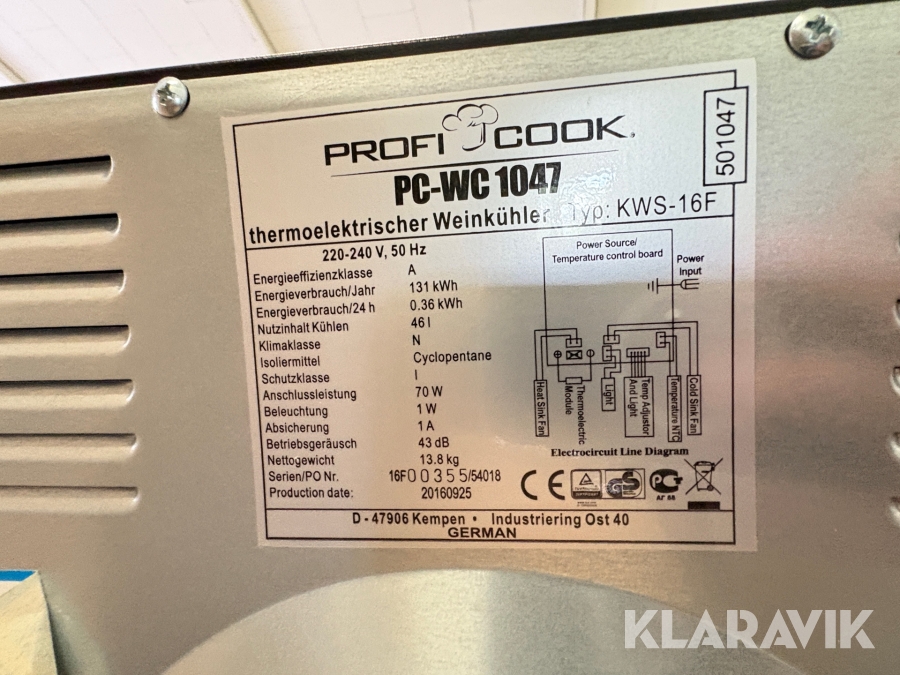 PROFI COOK®
501047
PC-WC 1047
thermoelektrischer Weinkühler Typ: KWS-16F
220-240 V, 50 Hz
Energieeffizienzklasse A
Energieverbrauch/Jahr 131 kWh
Energieverbrauch/24 h 0.36 kWh
Nutzinhalt Kühlen 46 l
Klimaklasse N
Isoliermittel Cyclopentane
Schutzklasse I
Anschlussleistung 70 W
Beleuchtung 1 W
Absicherung 1 A
Betriebsgeräusch 43 dB
Nettogewicht 13.8 kg
Serien/PO Nr. 16F00355/54018
Production date: 20160925
Power Source/
Temperature control board
Power
Input
Heat Sink Fan
Thermoelectric
Module
Light
Temp Adjustor
And Light
Temperature NTC
Cold Sink Fan
Electrocircuit Line Diagram
CE
GS
D - 47906 Kempen • Industriering Ost 40
GERMAN
KLARAVIK